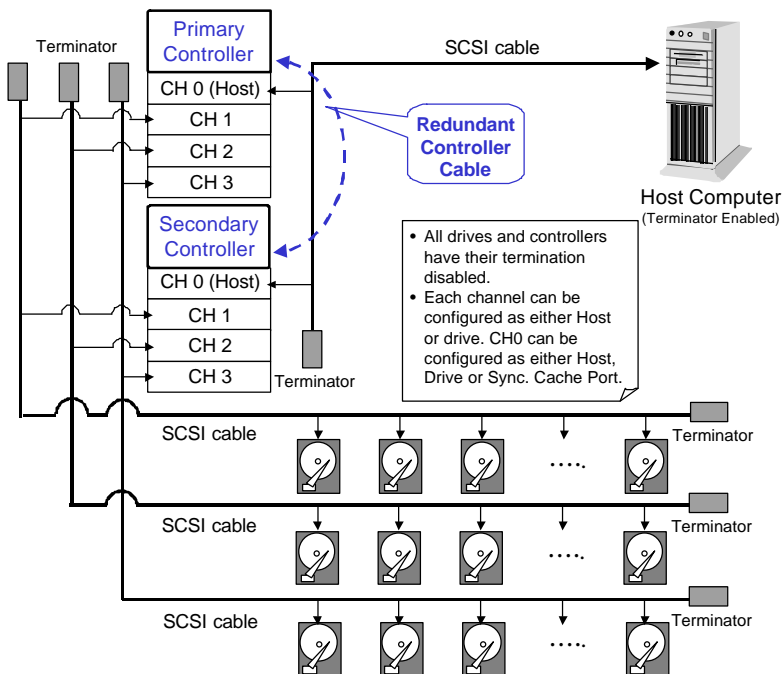 Terminator
Primary
Controller
CH 0 (Host)
CH 1
CH 2
CH 3
SCSI cable
Redundant
Controller
Cable
Host Computer
(Terminator Enabled)
Secondary
Controller
CH 0 (Host)
CH 1
CH 2
CH 3
Terminator
• All drives and controllers
have their termination
disabled.
• Each channel can be
configured as either Host
or drive. CH0 can be
configured as either Host,
Drive or Sync. Cache Port.
SCSI cable
Terminator
....
SCSI cable
Terminator
....
SCSI cable
Terminator
....